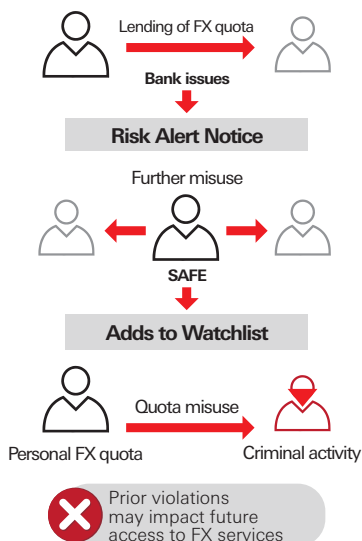 Lending of FX quota
Bank issues
Risk Alert Notice
Further misuse
SAFE
Adds to Watchlist
Quota misuse
Personal FX quota
Criminal activity
Prior violations
may impact future
access to FX services